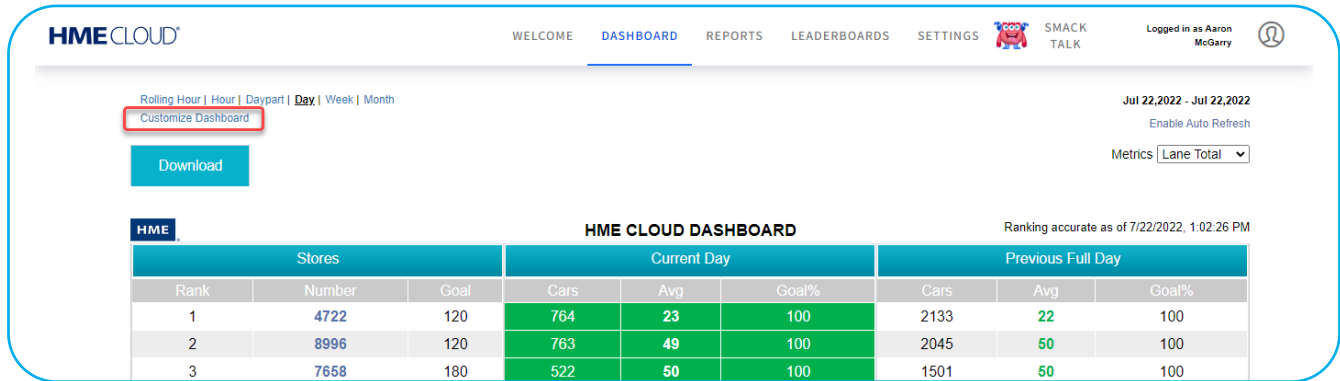 HME CLOUD®
WELCOME DASHBOARD REPORTS LEADERBOARDS SETTINGS SMACK TALK Logged in as Aaron McGarry
Rolling Hour | Hour | Daypart | Day | Week | Month
Jul 22,2022 - Jul 22,2022
Customize Dashboard
Enable Auto Refresh
Download
Metrics Lane Total
HME
HME CLOUD DASHBOARD
Ranking accurate as of 7/22/2022, 1:02:26 PM
Stores Current Day Previous Full Day
Rank Number Goal Cars Avg Goal% Cars Avg Goal%
1 4722 120 764 23 100 2133 22 100
2 8996 120 763 49 100 2045 50 100
3 7658 180 522 50 100 1501 50 100